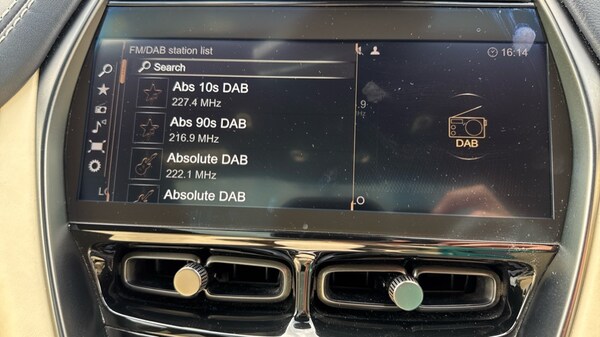 FM/DAB station list
16:14
Search
Abs 10s DAB
227.4 MHz
Abs 90s DAB
216.9 MHz
Absolute DAB
222.1 MHz
Absolute DAB
.9
DAB